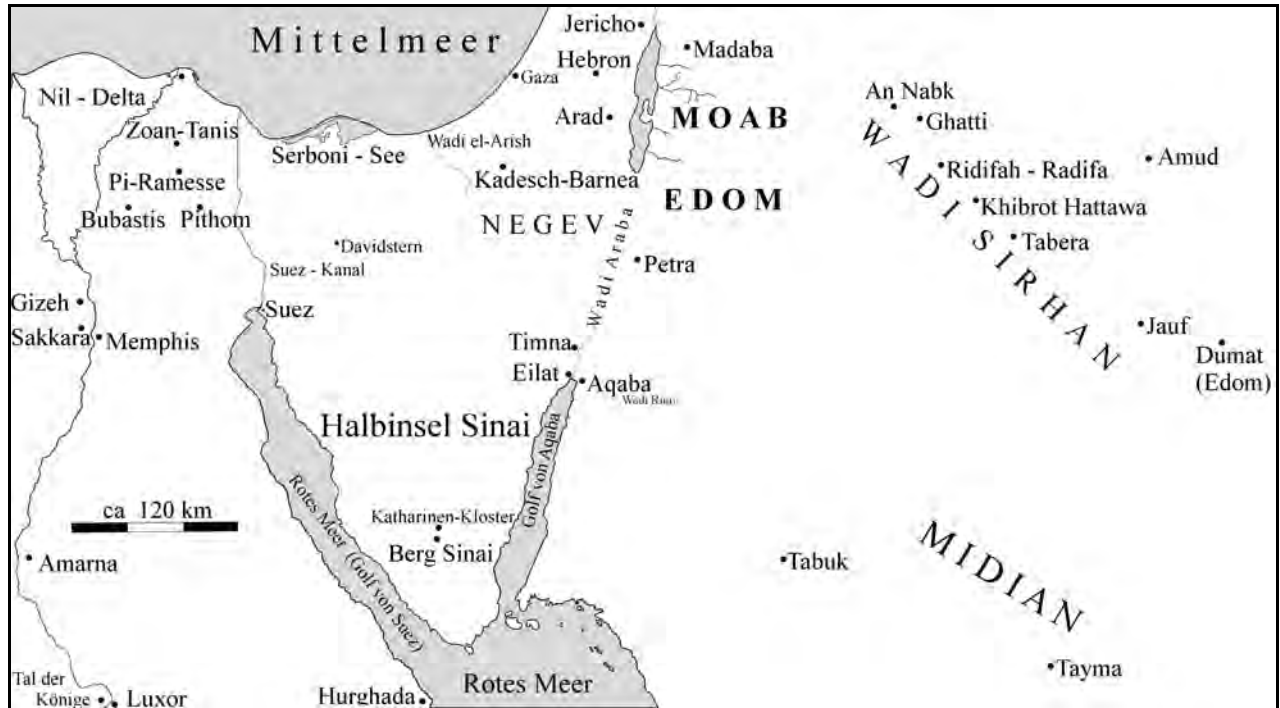 Mittelmeer
Jericho
Madaba
Hebron
Gaza
Nil - Delta
An Nabk
Ghatti
Arad
MOAB
Zoan-Tanis
Wadi el-Arish
Serboni - See
Amud
Ridifah - Radifa
WADI SIRHAN
Pi-Ramesse
Kadesch-Barnea
EDOM
Khibrot Hattawa
Bubastis
Pithom
NEGEV
Tabera
Davidstern
Wadi Araba
Petra
Suez - Kanal
Gizeh
Suez
Jauf
Sakkara
Memphis
Timna
Dumat
(Edom)
Eilat
Aqaba
Halbinsel Sinai
Golf von Aqaba
ca 120 km
Rotes Meer (Golf von Suez)
Katharinen-Kloster
Berg Sinai
MIDIAN
Amarna
Tabuk
Tayma
Tal der
Könige
Luxor
Hurghada
Rotes Meer